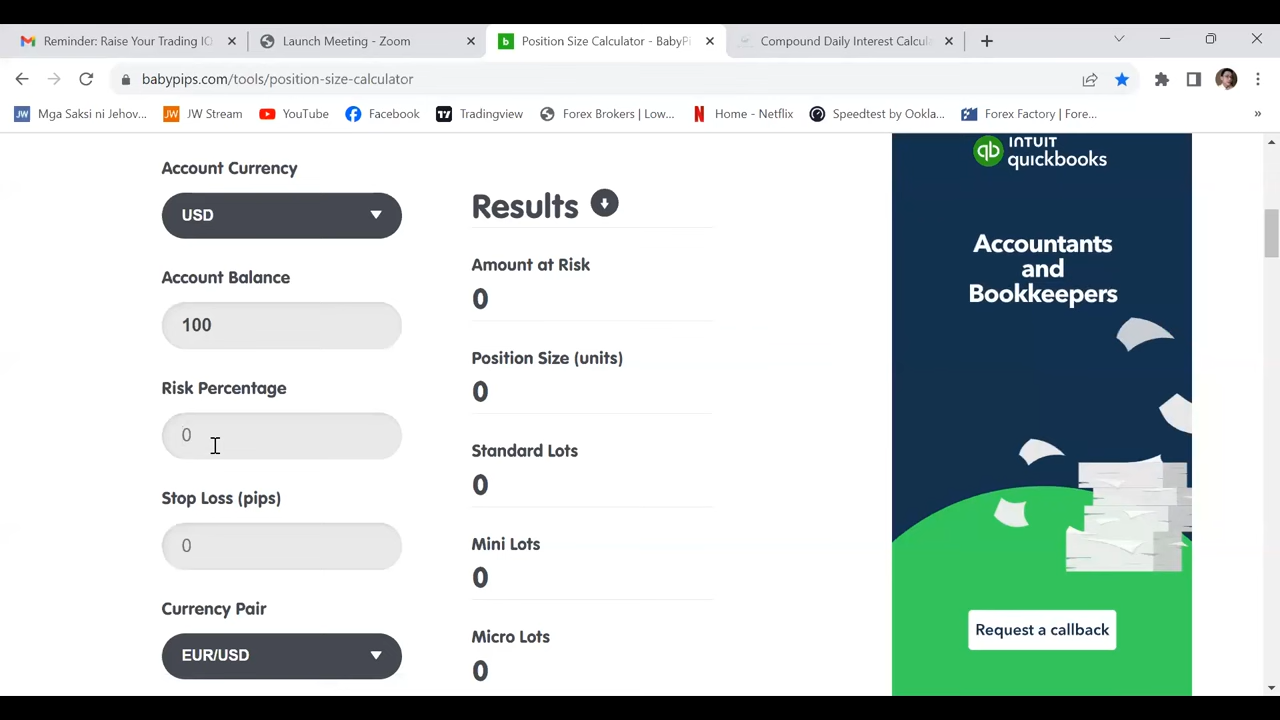 Reminder: Raise Your Trading IQ
Launch Meeting - Zoom
Position Size Calculator - BabyPi
Compound Daily Interest Calcul
babypips.com/tools/position-size-calculator
Mga Saksi ni Jehov...
JW Stream
YouTube
Facebook
Tradingview
Forex Brokers | Low...
Home - Netflix
Speedtest by Ookla...
Forex Factory | Fore...
»
Account Currency
USD
Account Balance
100
Risk Percentage
0
Stop Loss (pips)
0
Currency Pair
EUR/USD
Results
Amount at Risk
0
Position Size (units)
0
Standard Lots
0
Mini Lots
0
Micro Lots
0
INTUIT
quickbooks
Accountants
and
Bookkeepers
Request a callback